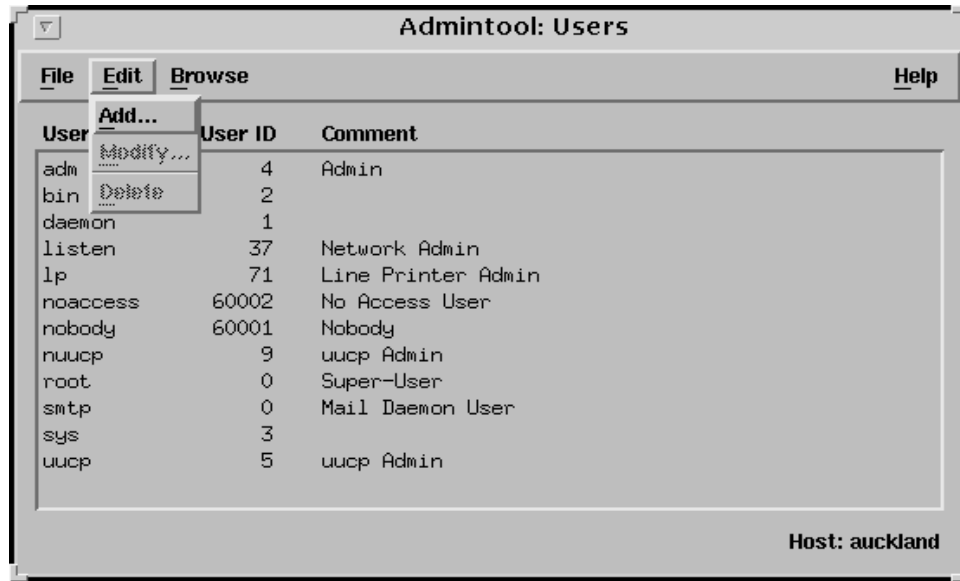 Admintool: Users
File Edit Browse Help
Add...
User User ID Comment
Modify...
adm 4 Admin
Delete
bin 2
daemon 1
listen 37 Network Admin
lp 71 Line Printer Admin
noaccess 60002 No Access User
nobody 60001 Nobody
nuucp 9 uucp Admin
root 0 Super-User
smtp 0 Mail Daemon User
sys 3
uucp 5 uucp Admin
Host: auckland